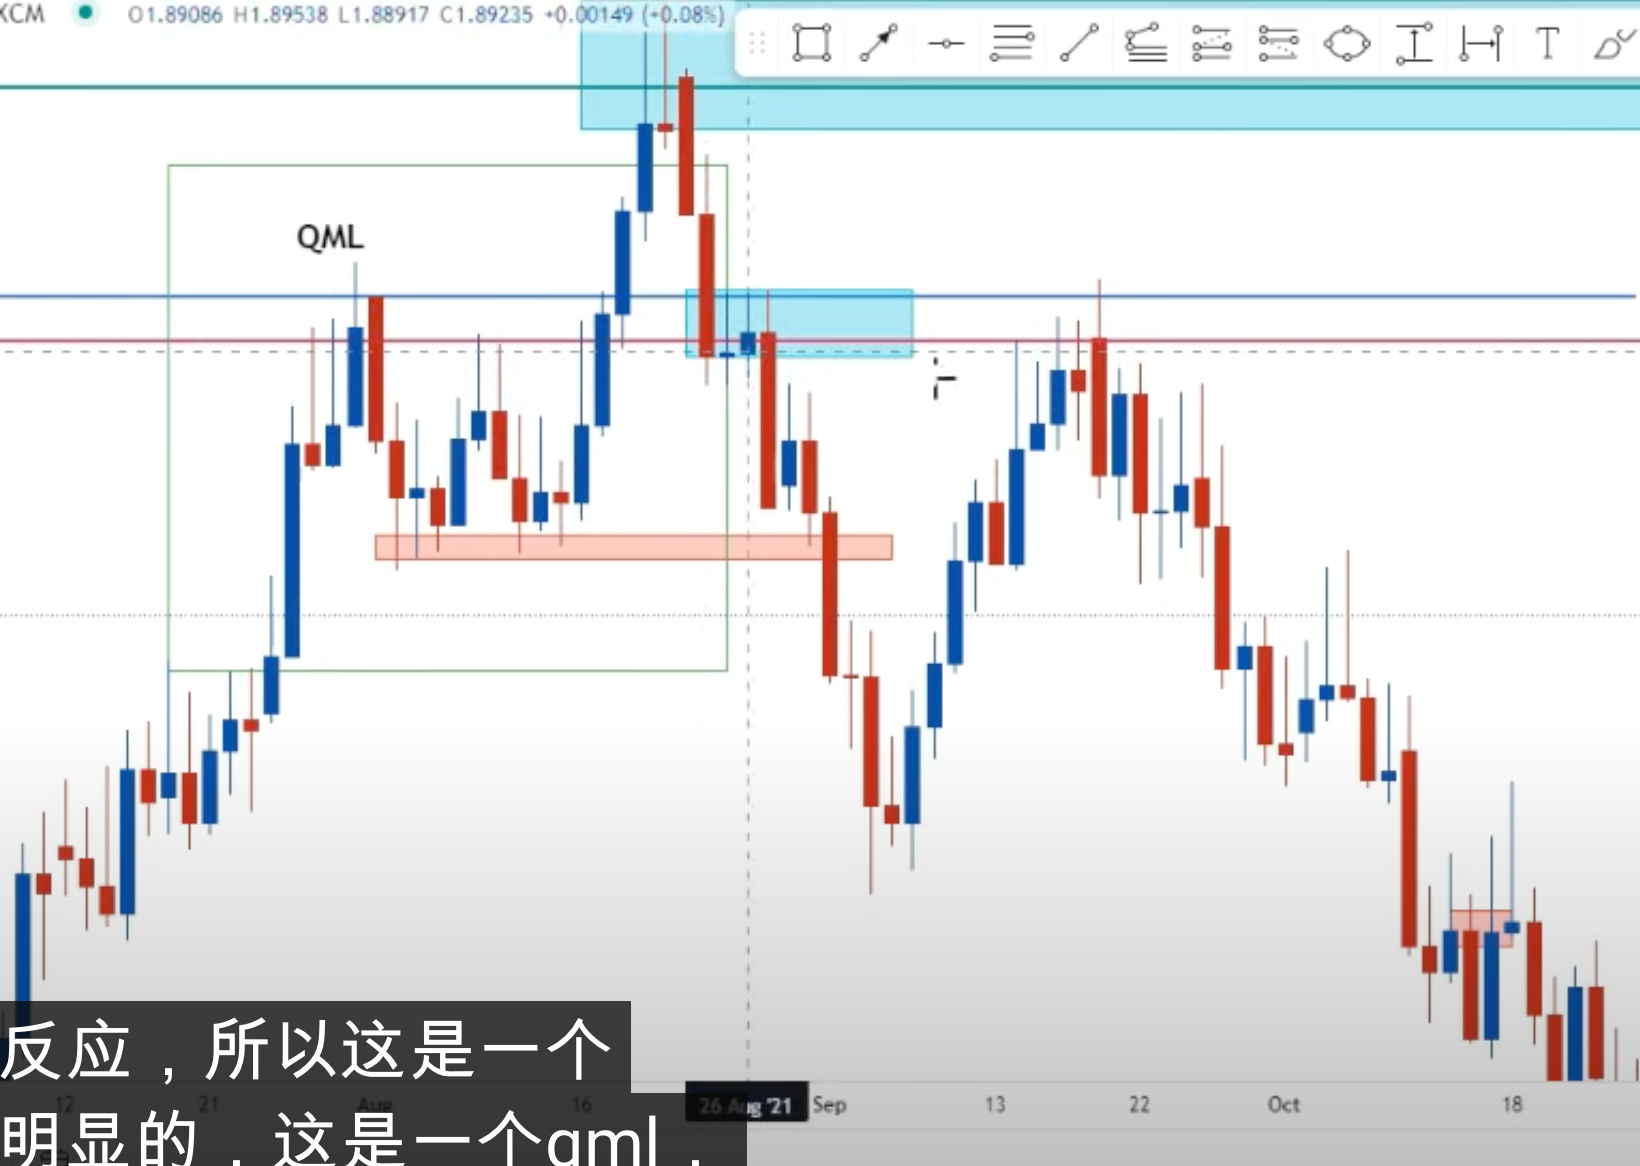 XCM O1.89086 H1.89538 L1.88917 C1.89235 +0.00149 (+0.08%)
T
QML
反应，所以这是一个
12 21 Aug 16 26 Aug '21 Sep 13 22 Oct 18
明显的，这是一个qml，